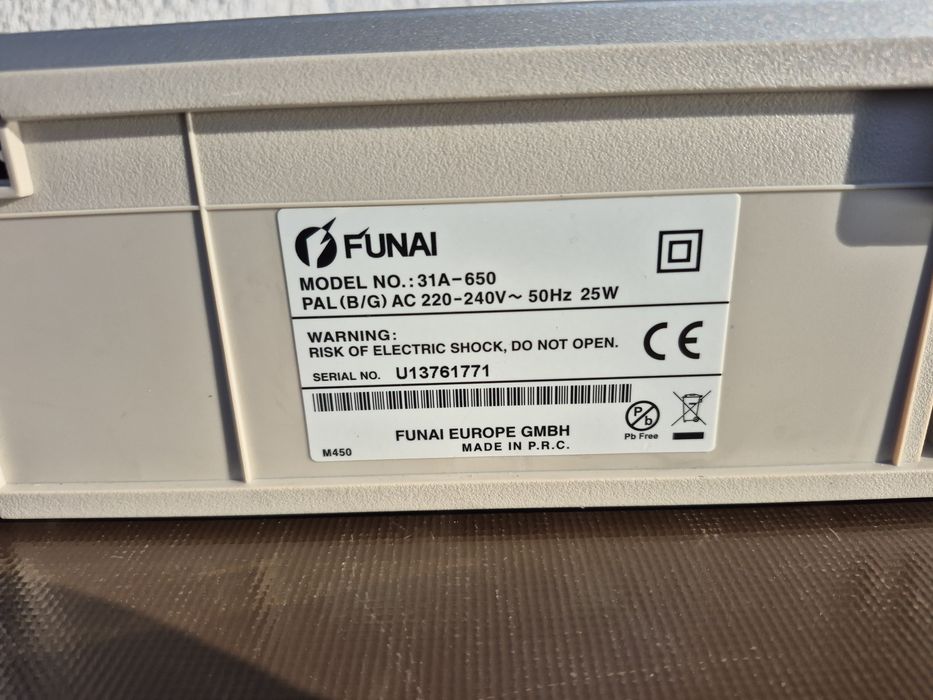 FUNAI
MODEL NO.: 31A-650
PAL (B/G) AC 220-240V～ 50Hz 25W
WARNING:
RISK OF ELECTRIC SHOCK, DO NOT OPEN.
CE
SERIAL NO. U13761771
Pb
Pb Free
FUNAI EUROPE GMBH
MADE IN P.R.C.
M450